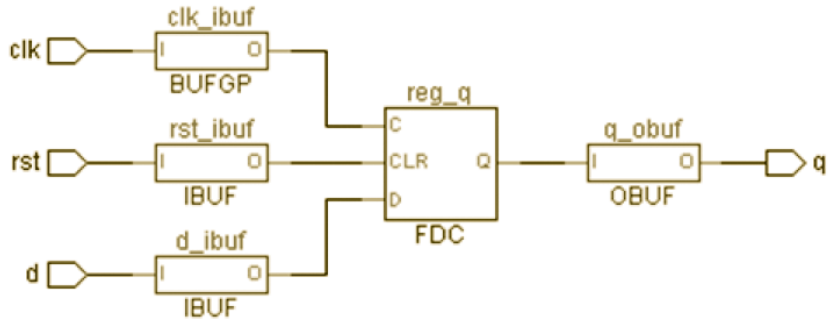 clk_ibuf
clk
I
O
BUFGP
reg_q
rst_ibuf
C
q_obuf
rst
I
O
CLR
Q
I
O
q
IBUF
D
OBUF
d_ibuf
FDC
d
I
O
IBUF